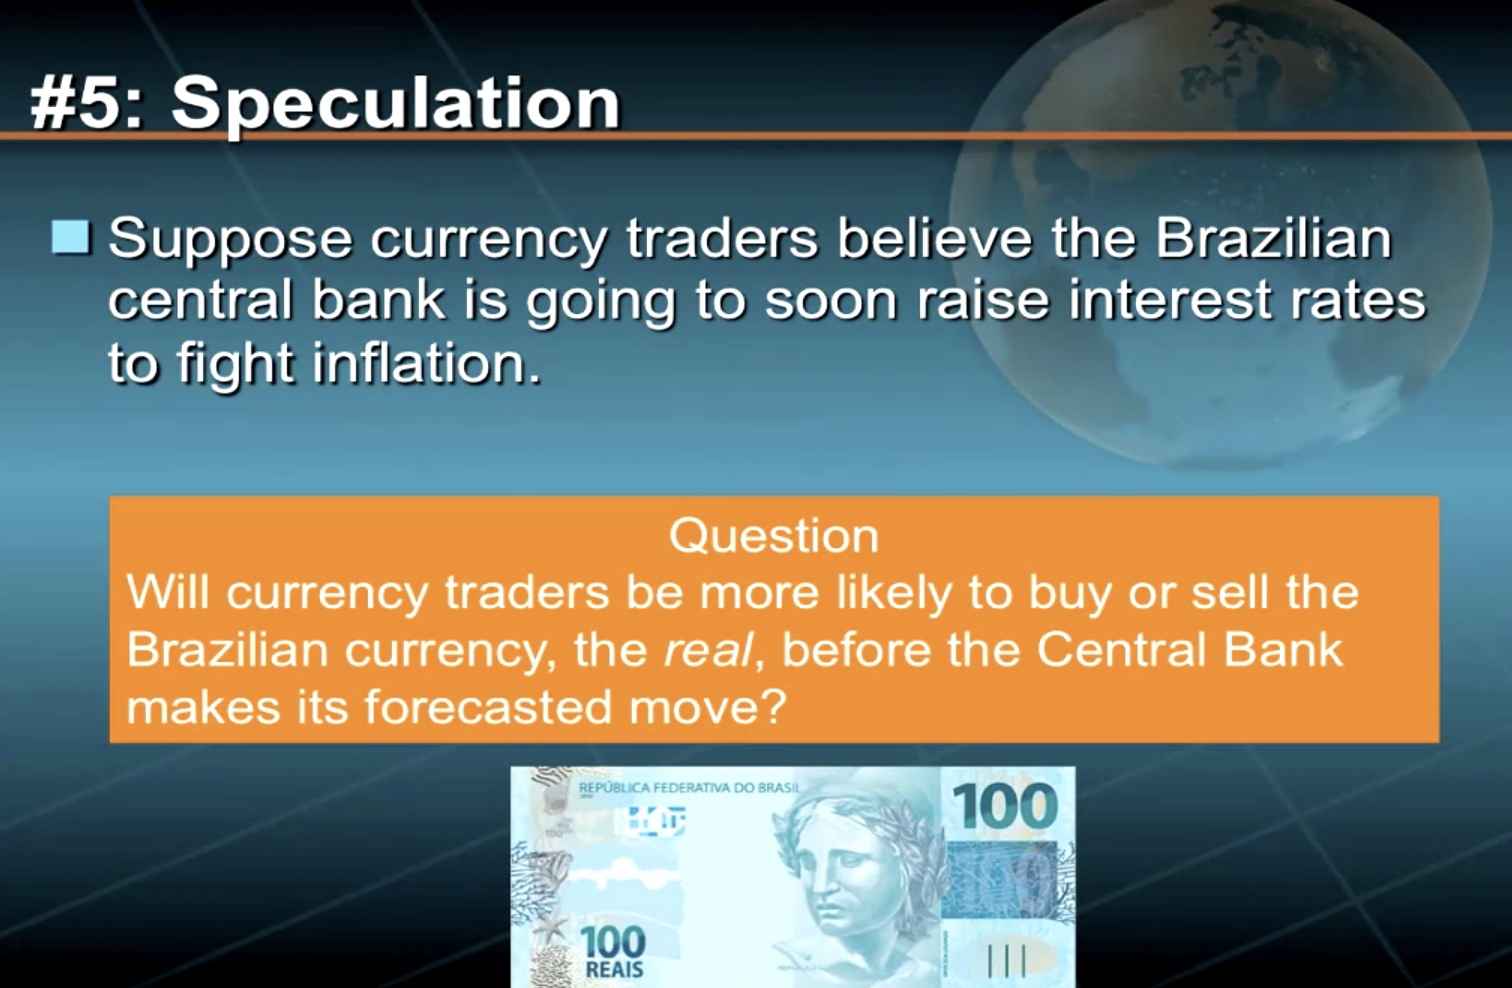 #5: Speculation
Suppose currency traders believe the Brazilian
central bank is going to soon raise interest rates
to fight inflation.
Question
Will currency traders be more likely to buy or sell the
Brazilian currency, the real, before the Central Bank
makes its forecasted move?
REPÚBLICA FEDERATIVA DO BRASIL
100
100
REAIS